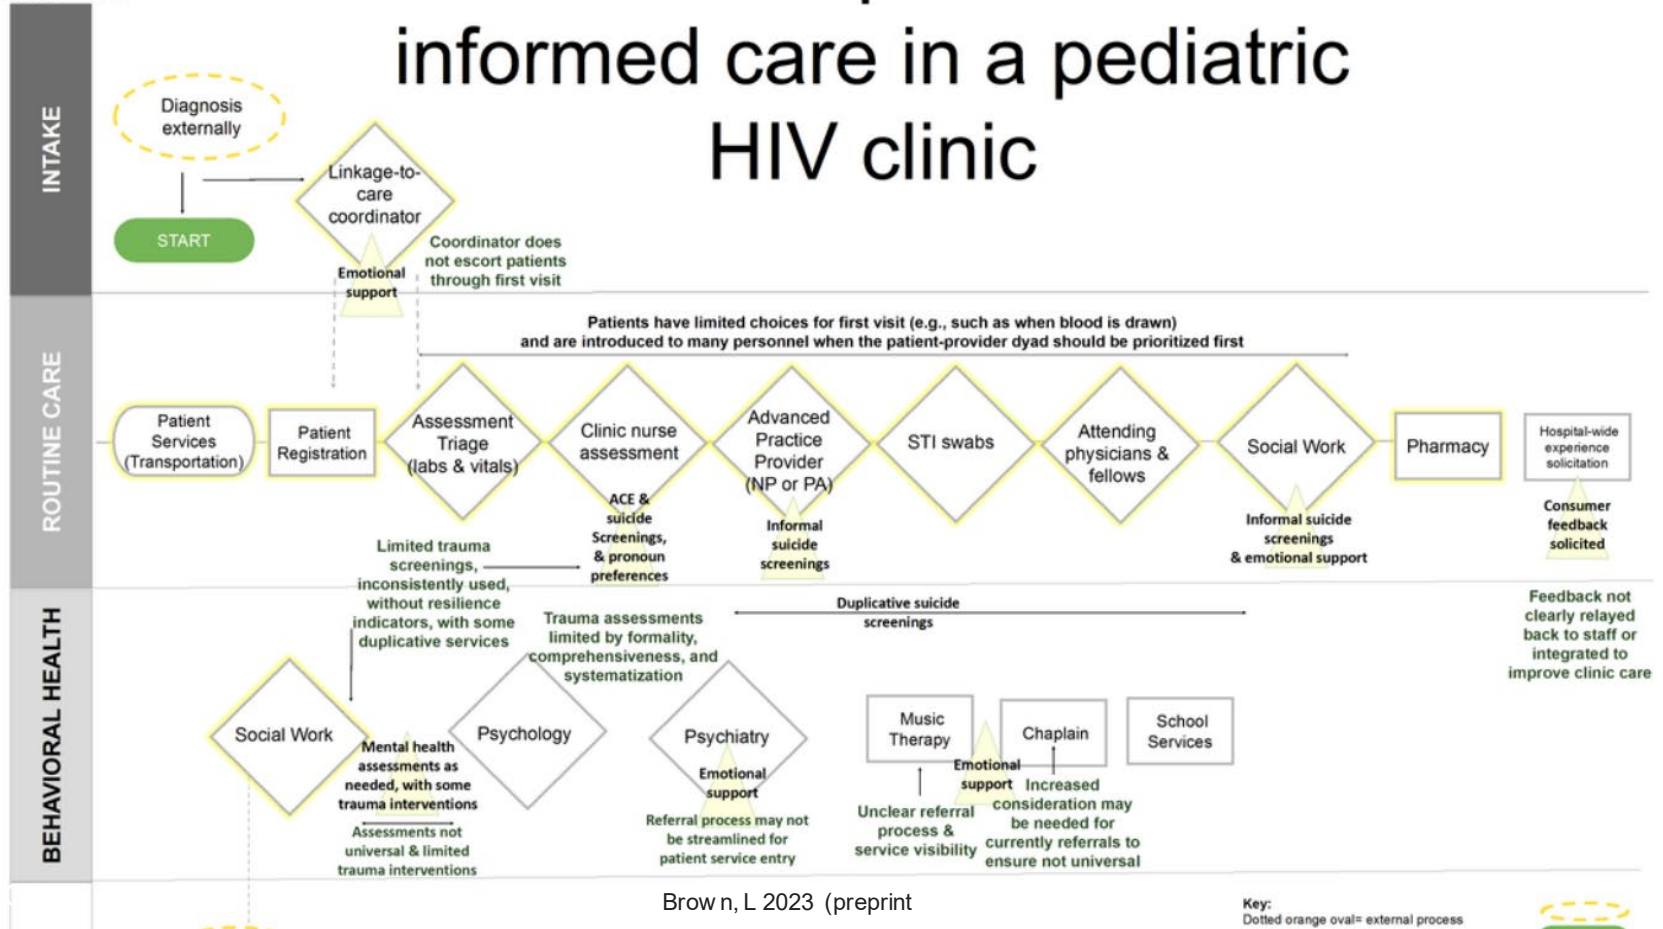 informed care in a pediatric
HIV clinic
INTAKE
Diagnosis
externally
START
Linkage-to-
care
coordinator
Emotional
support
Coordinator does
not escort patients
through first visit
ROUTINE CARE
Patients have limited choices for first visit (e.g., such as when blood is drawn)
and are introduced to many personnel when the patient-provider dyad should be prioritized first
Patient
Services
(Transportation)
Patient
Registration
Assessment
Triage
(labs & vitals)
Clinic nurse
assessment
ACE &
suicide
Screenings,
& pronoun
preferences
Advanced
Practice
Provider
(NP or PA)
Informal
suicide
screenings
STI swabs
Attending
physicians &
fellows
Social Work
Informal suicide
screenings
& emotional support
Pharmacy
Hospital-wide
experience
solicitation
Consumer
feedback
solicited
Limited trauma
screenings,
inconsistently used,
without resilience
indicators, with some
duplicative services
Trauma assessments
limited by formality,
comprehensiveness, and
systematization
Duplicative suicide
screenings
Feedback not
clearly relayed
back to staff or
integrated to
improve clinic care
BEHAVIORAL HEALTH
Social Work
Mental health
assessments as
needed, with some
trauma interventions
Assessments not
universal & limited
trauma interventions
Psychology
Psychiatry
Emotional
support
Referral process may not
be streamlined for
patient service entry
Music
Therapy
Unclear referral
process &
service visibility
Emotional
support
Chaplain
Increased
consideration may
be needed for
currently referrals to
ensure not universal
School
Services
Brown, L 2023 (preprint
Key:
Dotted orange oval= external process